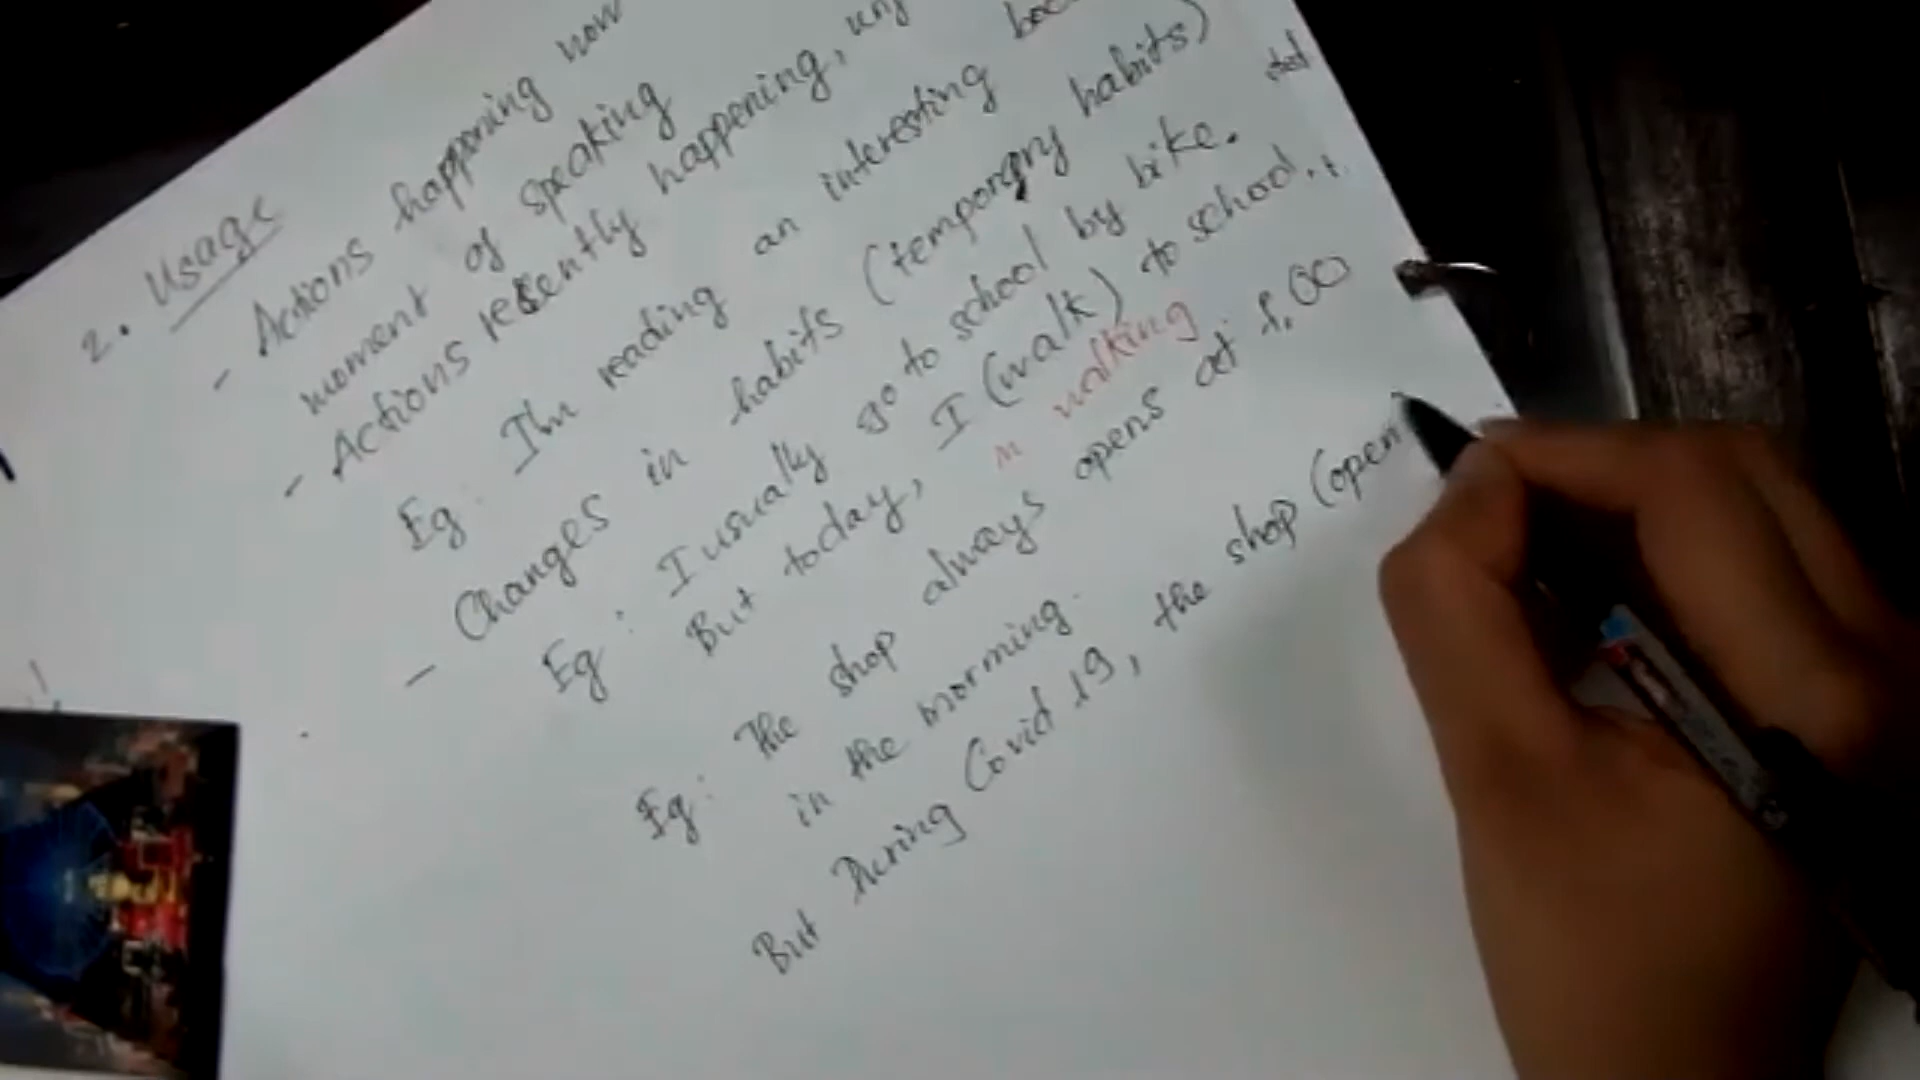 2. Usage
- Actions happening now
moment of speaking
- Actions resently happening,
Eg: I'm reading an interesting
- Changes in habits (temporary habits)
Eg: I usually go to school by bike.
But today, I (walk) to school.
m walking
Eg: The shop always opens at 8.00
in the morning.
But During Covid 19, the shop (open